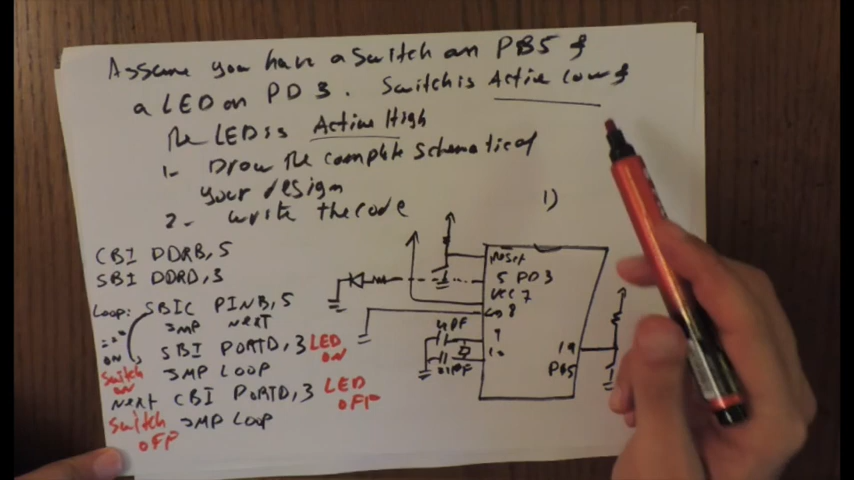 Assume you have a switch on PB5 &
a LED on PD3. Switch is Active Low &
the LED is Active High
1- Draw the complete schematic of
your design
2- write the code
1)
CBI DDRB, 5
SBI DDRD, 3
Loop: SBIC PINB, 5
JMP NEXT
SBI PORTD, 3 LED ON
Switch ON JMP LOOP
NEXT CBI PORTD, 3 LED OFF
Switch OFF JMP LOOP
Reset
5 PD3
VCC 7
8
9
10
19
PB5